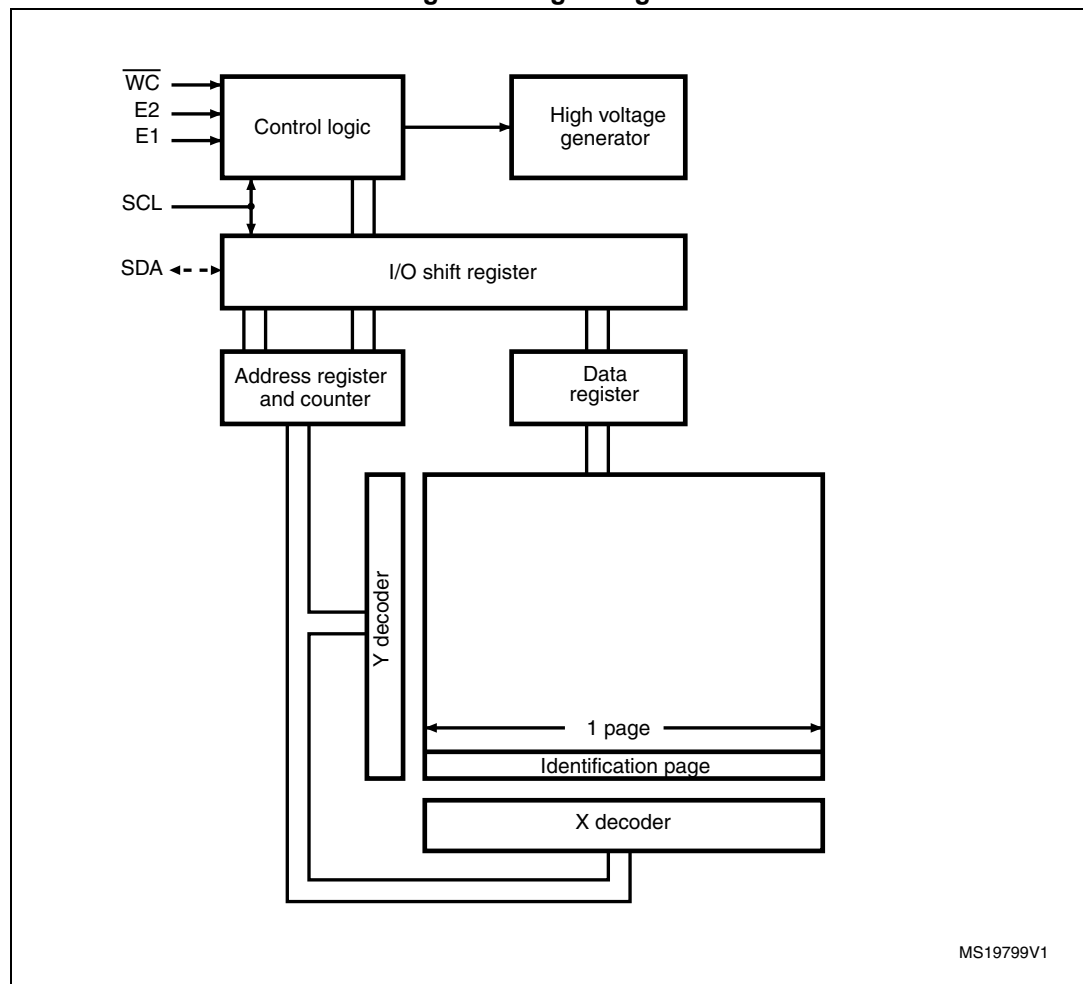 WC
E2
E1
SCL
SDA
Control logic
High voltage
generator
I/O shift register
Address register
and counter
Data
register
Y decoder
1 page
Identification page
X decoder
MS19799V1